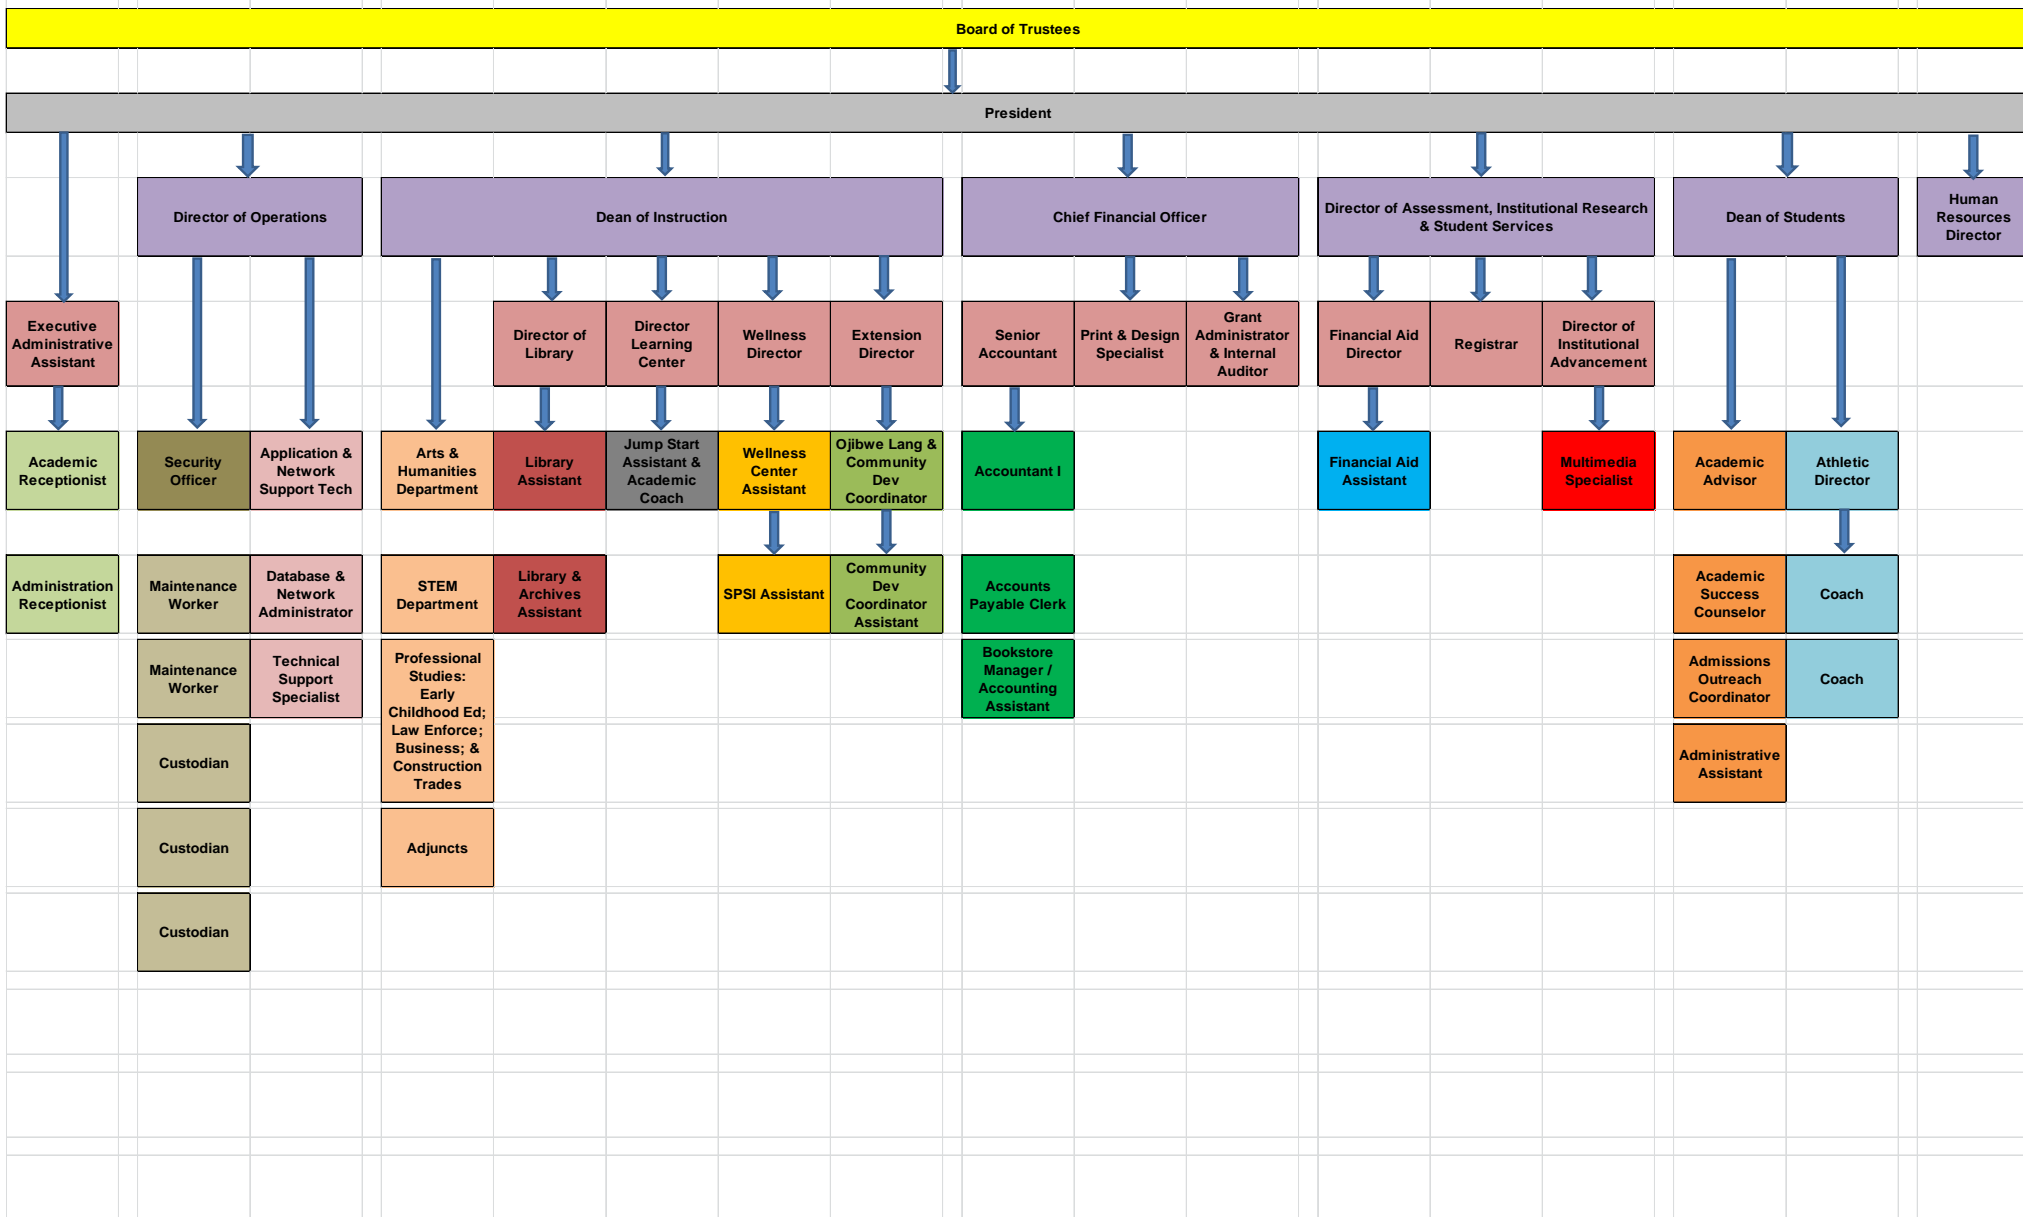 Board of Trustees
President
Director of Operations
Dean of Instruction
Chief Financial Officer
Director of Assessment, Institutional Research
& Student Services
Dean of Students
Human
Resources
Director
Executive
Administrative
Assistant
Director of
Library
Director
Learning
Center
Wellness
Director
Extension
Director
Senior
Accountant
Print & Design
Specialist
Grant
Administrator
& Internal
Auditor
Financial Aid
Director
Registrar
Director of
Institutional
Advancement
Academic
Receptionist
Security
Officer
Application &
Network
Support Tech
Arts &
Humanities
Department
Library
Assistant
Jump Start
Assistant &
Academic
Coach
Wellness
Center
Assistant
Ojibwe Lang &
Community
Dev
Coordinator
Accountant I
Financial Aid
Assistant
Multimedia
Specialist
Academic
Advisor
Athletic
Director
Administration
Receptionist
Maintenance
Worker
Database &
Network
Administrator
STEM
Department
Library &
Archives
Assistant
SPSI Assistant
Community
Dev
Coordinator
Assistant
Accounts
Payable Clerk
Academic
Success
Counselor
Coach
Maintenance
Worker
Technical
Support
Specialist
Professional
Studies:
Early
Childhood Ed;
Law Enforce;
Business; &
Construction
Trades
Bookstore
Manager /
Accounting
Assistant
Admissions
Outreach
Coordinator
Coach
Custodian
Administrative
Assistant
Custodian
Adjuncts
Custodian